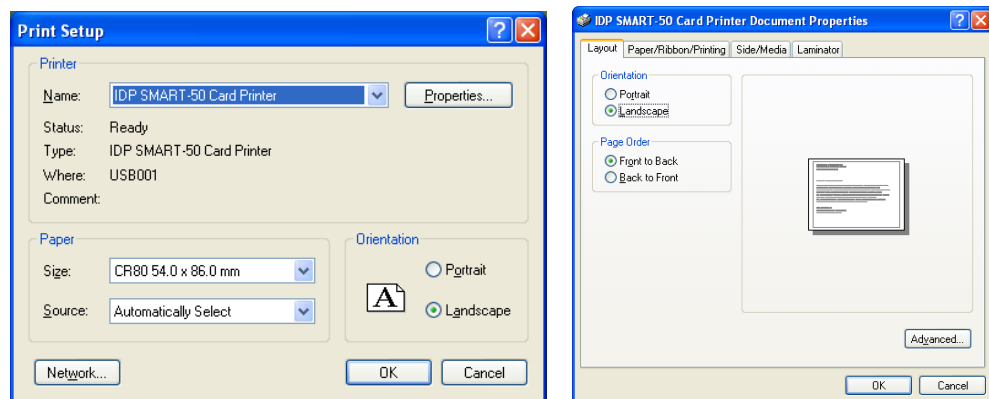 Print Setup
Printer
Name: IDP SMART-50 Card Printer Properties...
Status: Ready
Type: IDP SMART-50 Card Printer
Where: USB001
Comment:
Paper
Size: CR80 54.0 x 86.0 mm
Source: Automatically Select
Orientation
A
Portrait
Landscape
Network... OK Cancel
IDP SMART-50 Card Printer Document Properties
Layout Paper/Ribbon/Printing Side/Media Laminator
Orientation
Portrait
Landscape
Page Order
Front to Back
Back to Front
Advanced...
OK Cancel